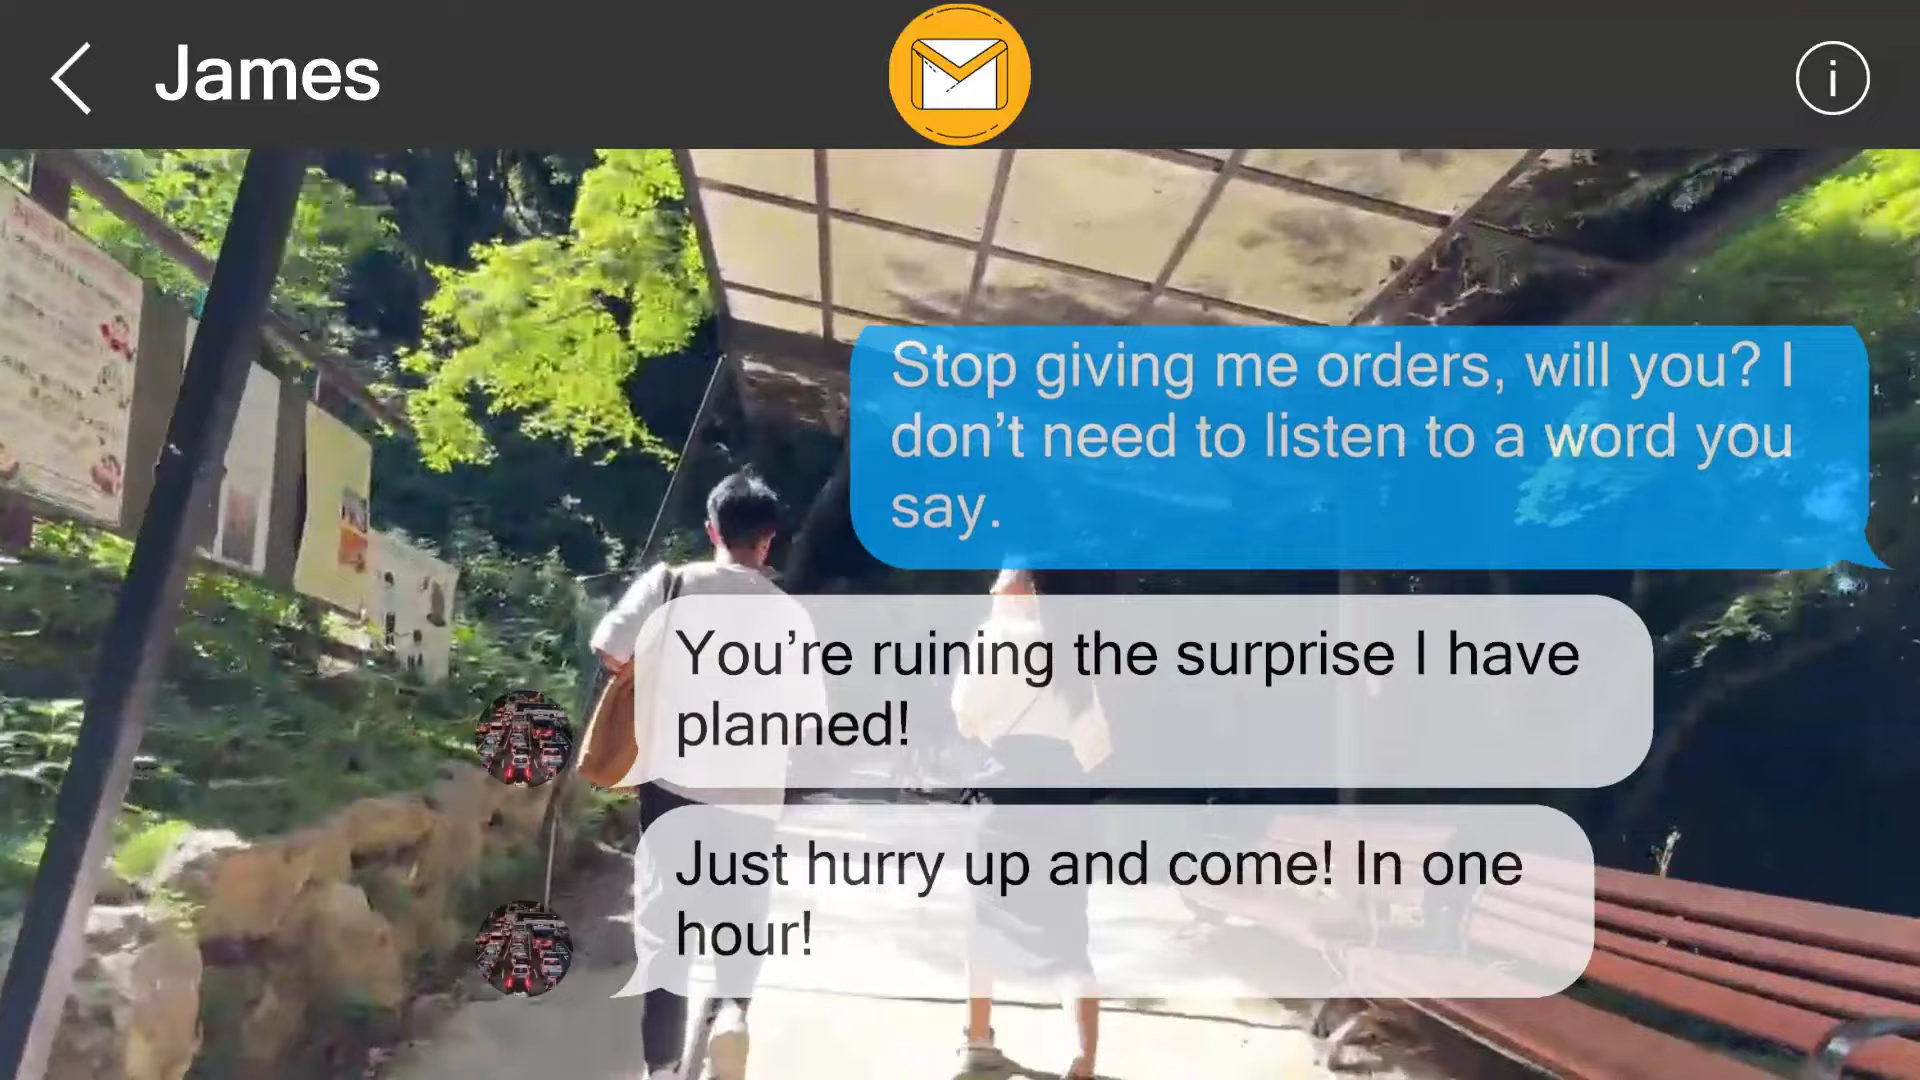 James
i
Stop giving me orders, will you? I
don’t need to listen to a word you
say.
You’re ruining the surprise I have
planned!
Just hurry up and come! In one
hour!